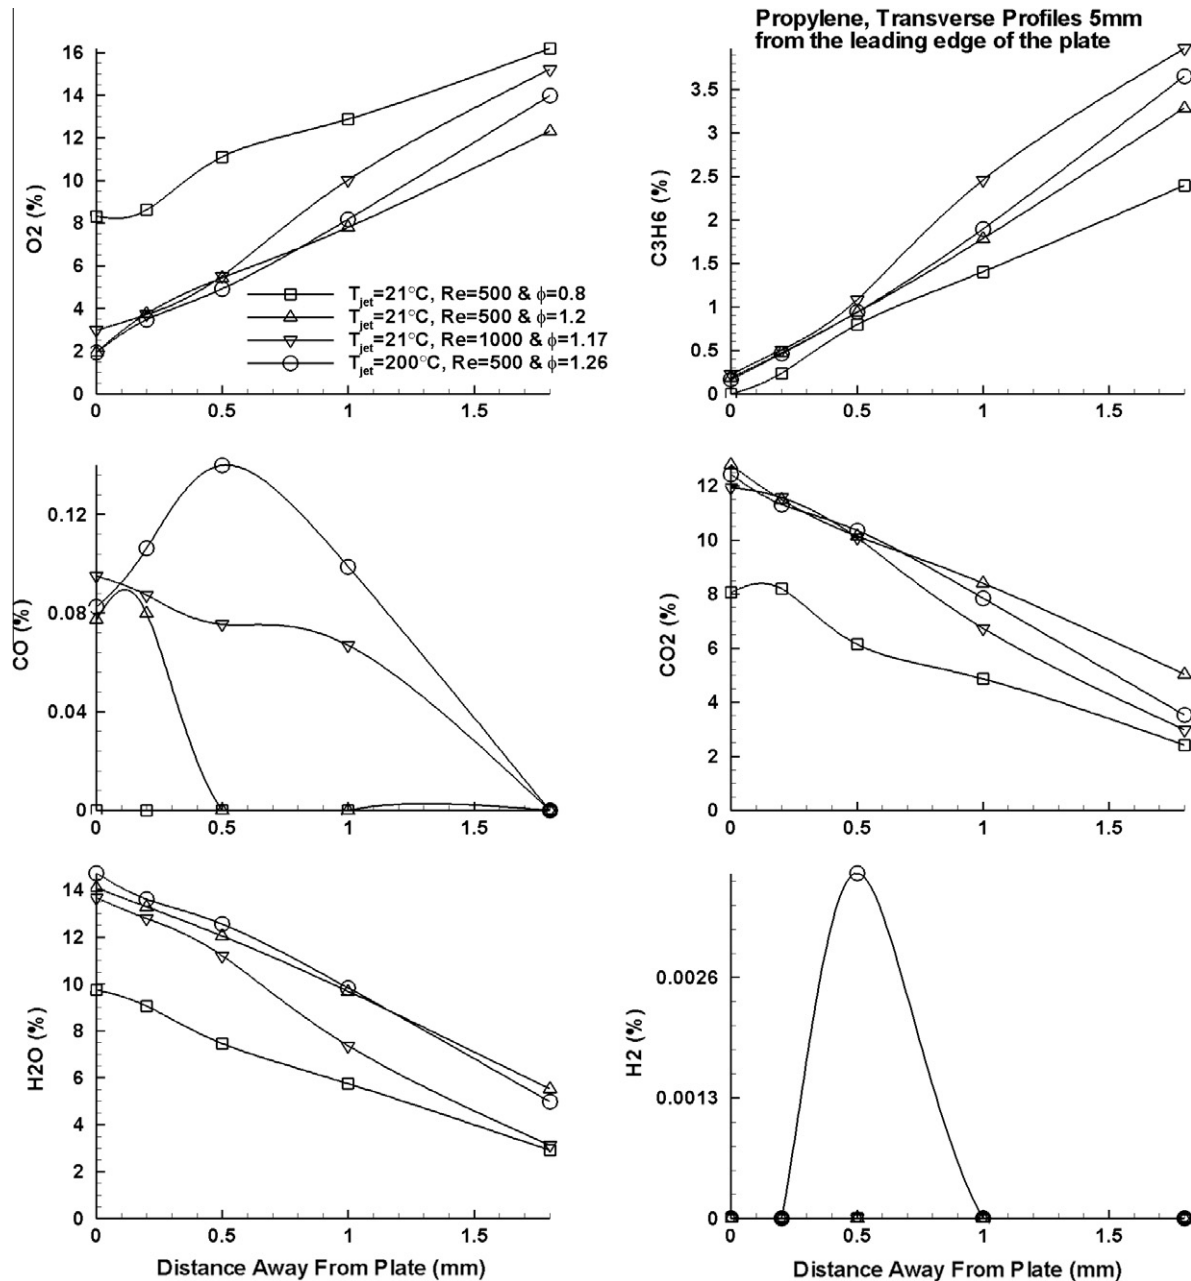 Propylene, Transverse Profiles 5mm
from the leading edge of the plate
O2 (%)
16
14
12
10
8
6
4
2
0
0 0.5 1 1.5
T_jet=21°C, Re=500 & ϕ=0.8
T_jet=21°C, Re=500 & ϕ=1.2
T_jet=21°C, Re=1000 & ϕ=1.17
T_jet=200°C, Re=500 & ϕ=1.26
C3H6 (%)
3.5
3
2.5
2
1.5
1
0.5
0
0 0.5 1 1.5
CO (%)
0.12
0.08
0.04
0
0 0.5 1 1.5
CO2 (%)
12
10
8
6
4
2
0
0 0.5 1 1.5
H2O (%)
14
12
10
8
6
4
2
0
0 0.5 1 1.5
Distance Away From Plate (mm)
H2 (%)
0.0026
0.0013
0
0 0.5 1 1.5
Distance Away From Plate (mm)